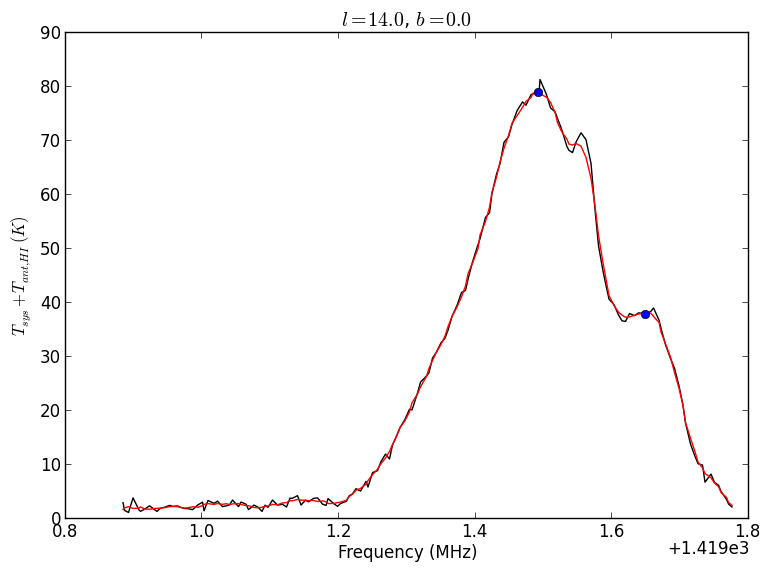 l = 14.0, b = 0.0
90
80
70
60
50
40
30
20
10
0
T_sys + T_ant,HI (K)
0.8 1.0 1.2 1.4 1.6 1.8
Frequency (MHz)
+1.419e3